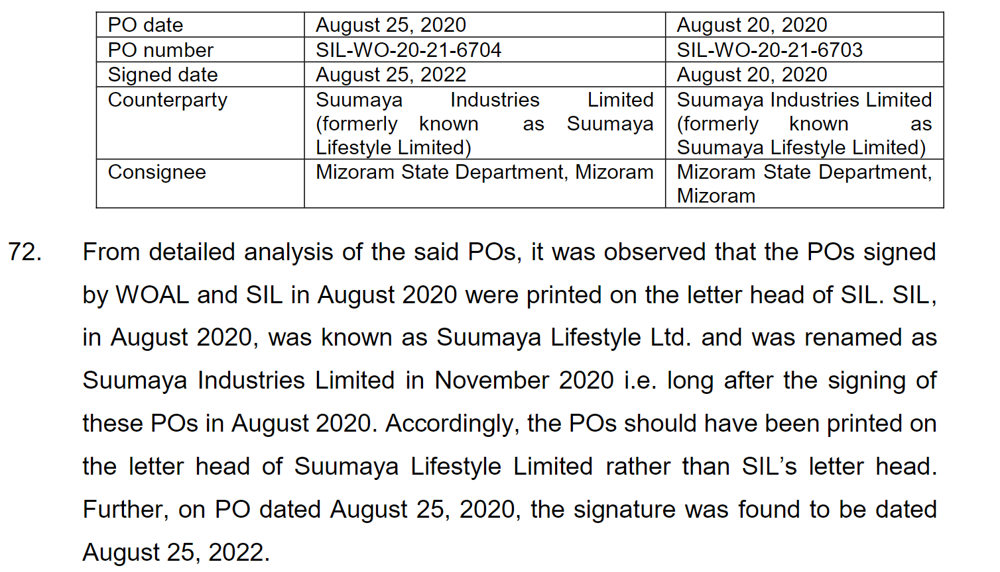 PO date August 25, 2020 August 20, 2020
PO number SIL-WO-20-21-6704 SIL-WO-20-21-6703
Signed date August 25, 2022 August 20, 2020
Counterparty Suumaya Industries Limited Suumaya Industries Limited
(formerly known as Suumaya (formerly known as
Lifestyle Limited) Suumaya Lifestyle Limited)
Consignee Mizoram State Department, Mizoram Mizoram State Department,
Mizoram
72. From detailed analysis of the said POs, it was observed that the POs signed
by WOAL and SIL in August 2020 were printed on the letter head of SIL. SIL,
in August 2020, was known as Suumaya Lifestyle Ltd. and was renamed as
Suumaya Industries Limited in November 2020 i.e. long after the signing of
these POs in August 2020. Accordingly, the POs should have been printed on
the letter head of Suumaya Lifestyle Limited rather than SIL’s letter head.
Further, on PO dated August 25, 2020, the signature was found to be dated
August 25, 2022.